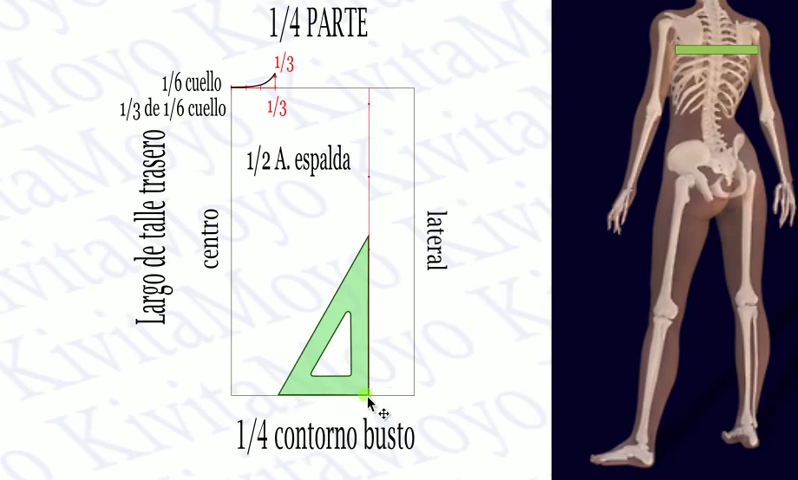 1/4 PARTE
1/3
1/6 cuello
1/3 de 1/6 cuello
1/3
1/2 A. espalda
Largo de talle trasero
centro
lateral
1/4 contorno busto
KivitaMoyo